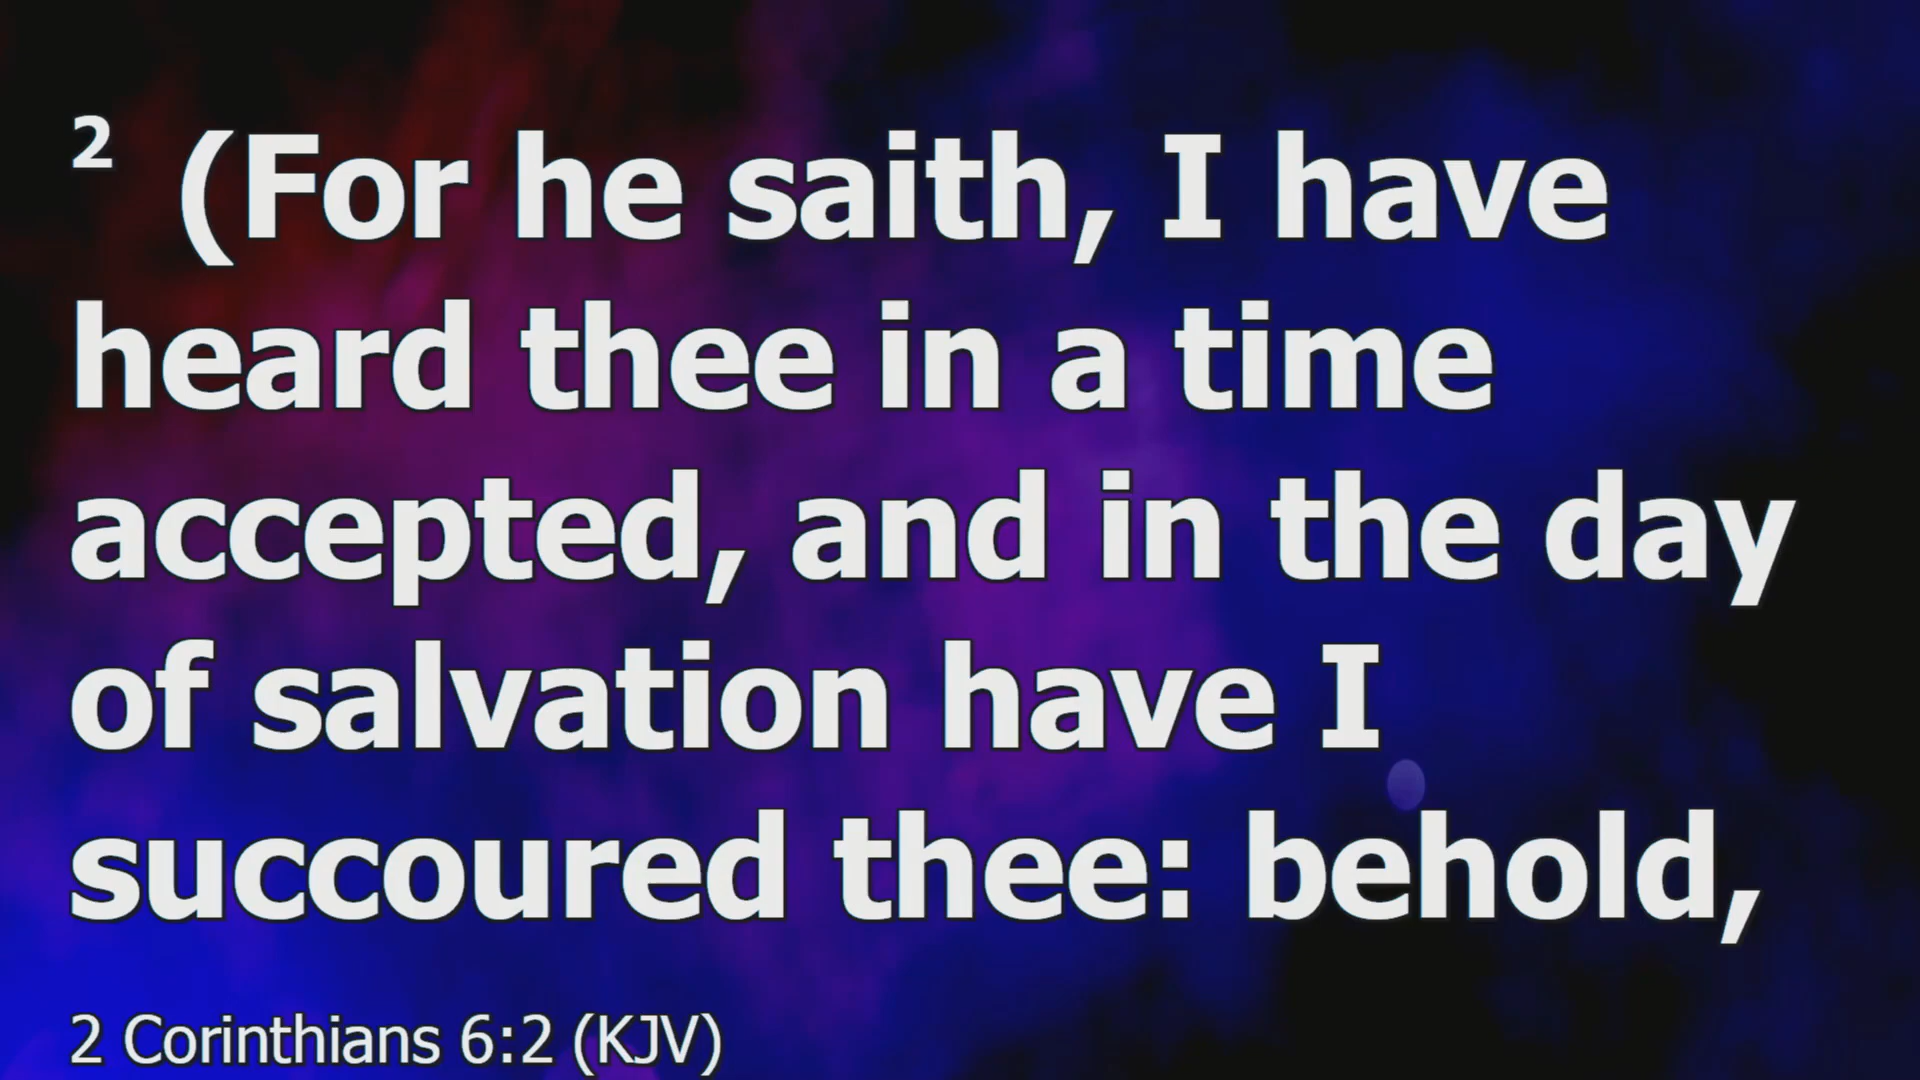 2 (For he saith, I have
heard thee in a time
accepted, and in the day
of salvation have I
succoured thee: behold,
2 Corinthians 6:2 (KJV)